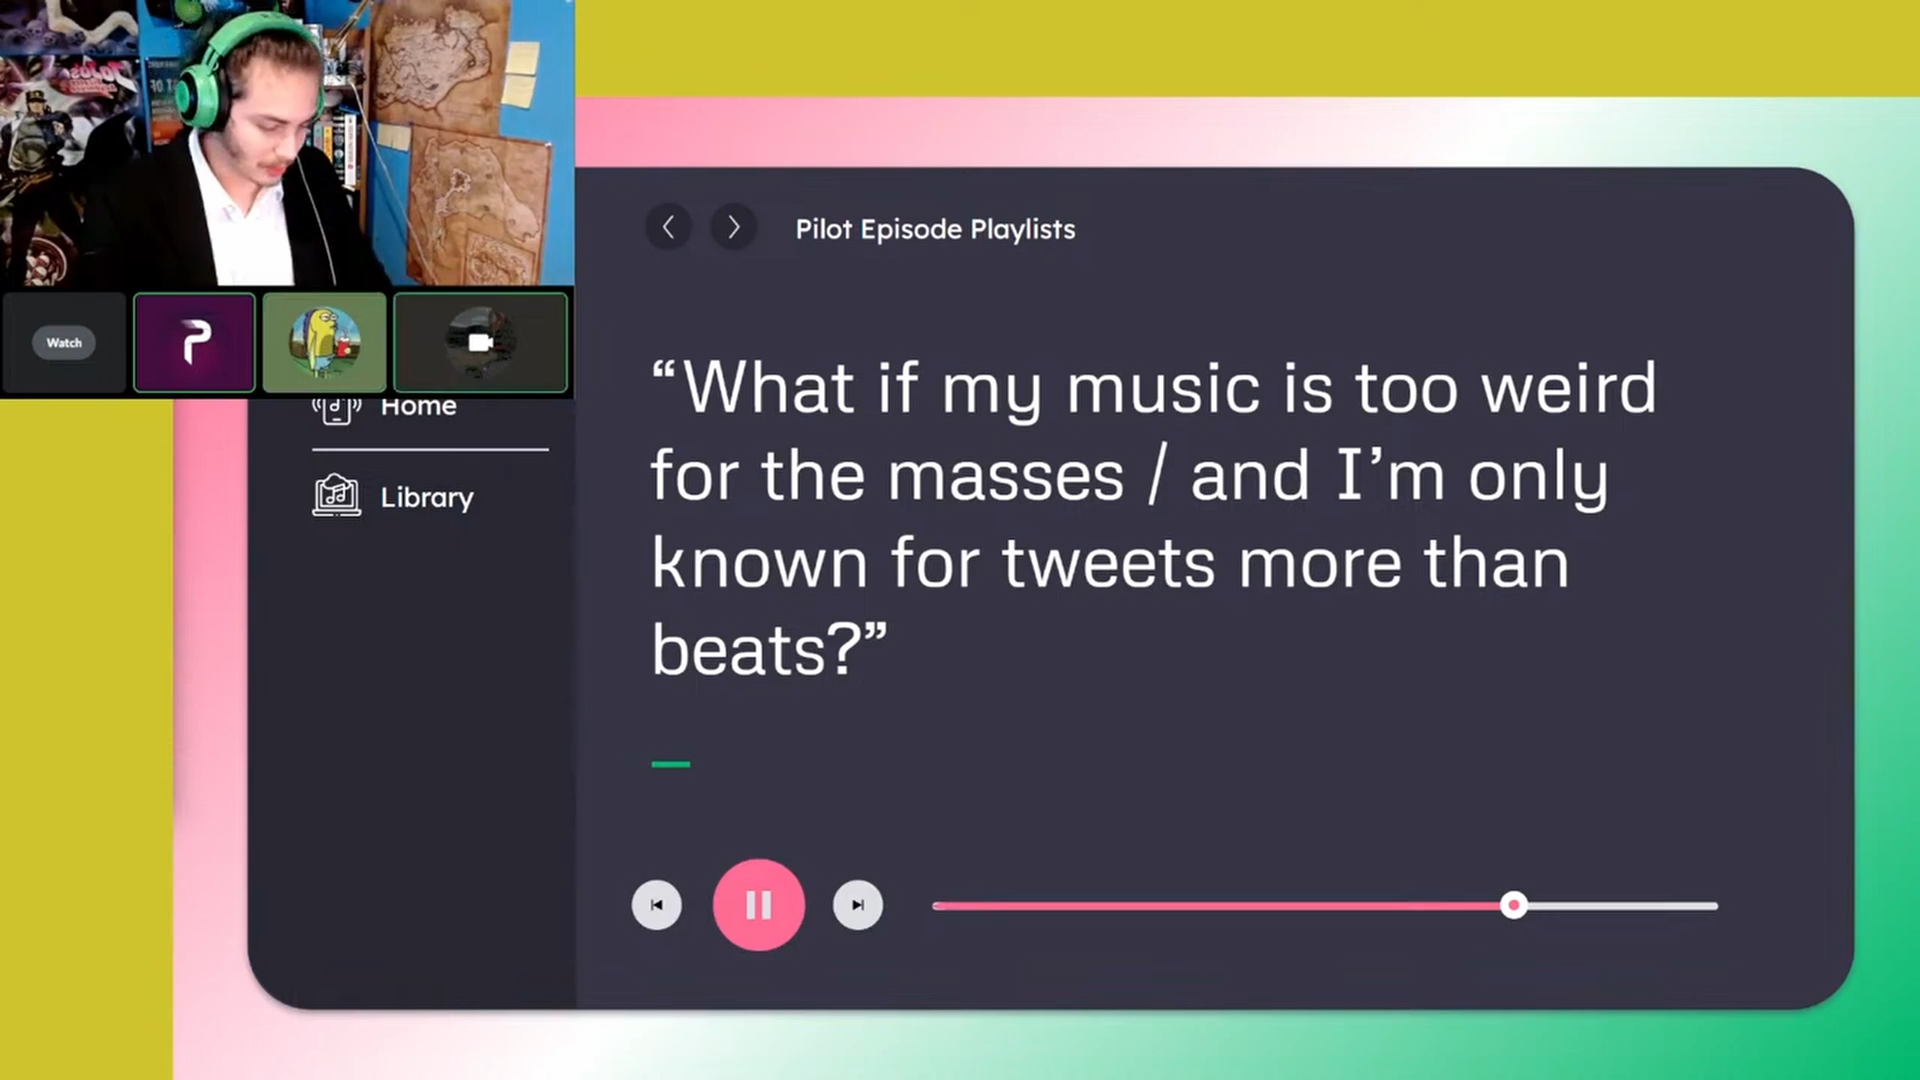 Pilot Episode Playlists
Watch
Home
Library
“What if my music is too weird
for the masses / and I’m only
known for tweets more than
beats?”